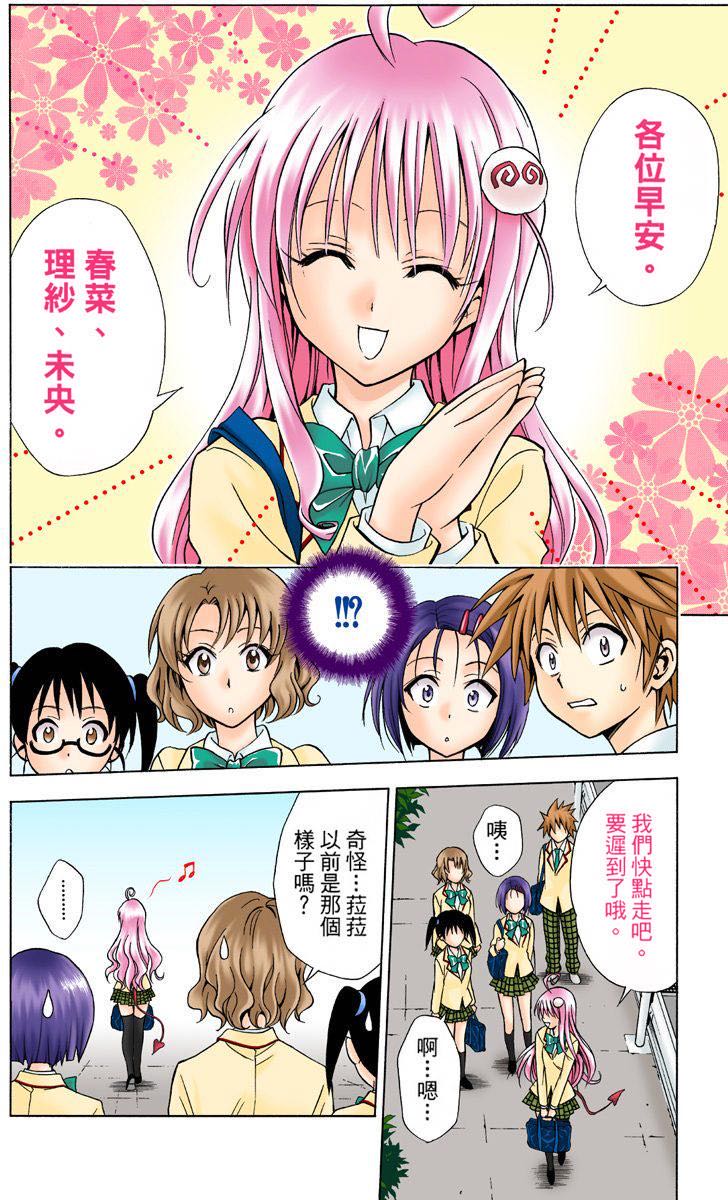 各位早安。
春菜、
理紗、未央。
!!?
我們快點走吧。
要遲到了哦。
咦…
啊…嗯…
奇怪…菈菈
以前是那個
樣子嗎?
……